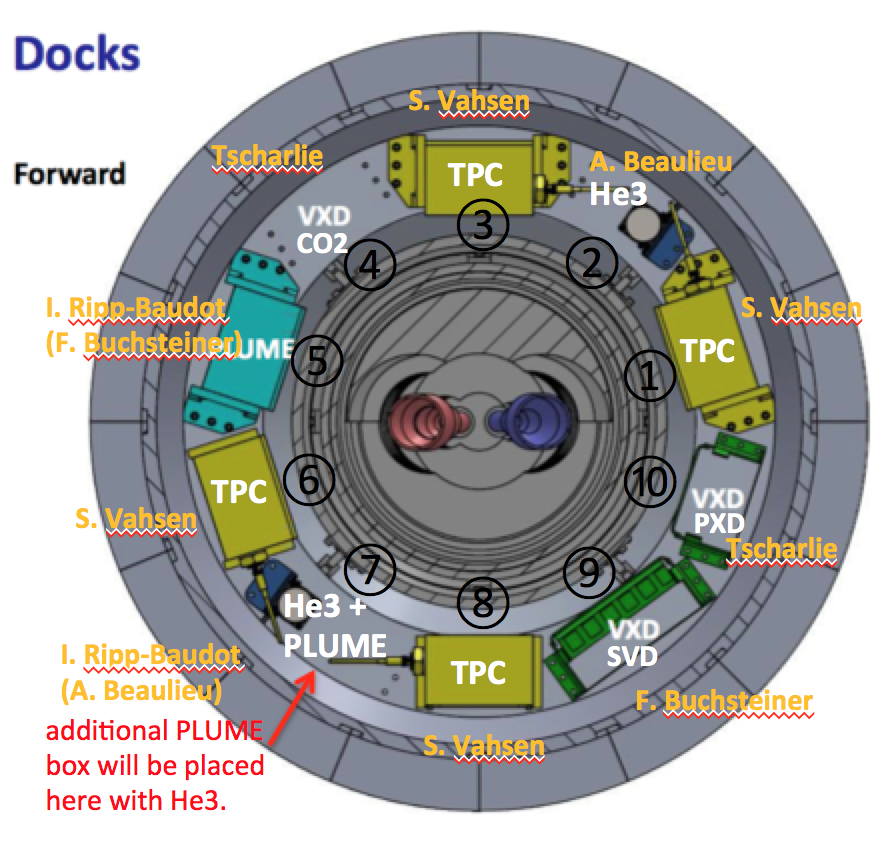 Docks
Forward
S. Vahsen
Tscharlie
A. Beaulieu
TPC
He3
VXD
CO2
3
2
4
I. Ripp-Baudot
(F. Buchsteiner)
S. Vahsen
TPC
5
1
6
10
TPC
S. Vahsen
VXD
PXD
Tscharlie
7
9
8
He3 +
PLUME
VXD
SVD
TPC
I. Ripp-Baudot
(A. Beaulieu)
F. Buchsteiner
additional PLUME
box will be placed
here with He3.
S. Vahsen